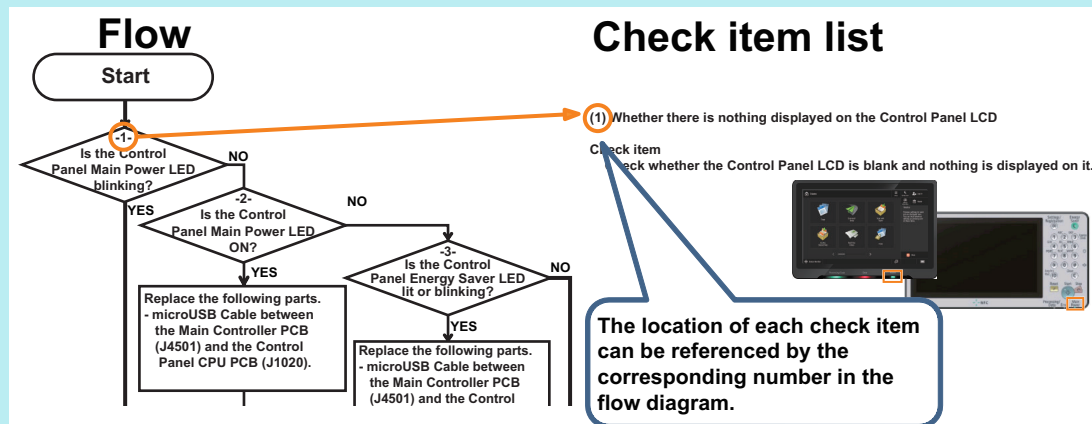 Flow
Start
-1-
Is the Control
Panel Main Power LED
blinking?
NO
YES
-2-
Is the Control
Panel Main Power LED
ON?
NO
YES
-3-
Is the Control
Panel Energy Saver LED
lit or blinking?
NO
YES
Replace the following parts.
- microUSB Cable between
the Main Controller PCB
(J4501) and the Control
Panel CPU PCB (J1020).
Replace the following parts.
- microUSB Cable between
the Main Controller PCB
(J4501) and the Control
Check item list
(1) Whether there is nothing displayed on the Control Panel LCD
Check item
Check whether the Control Panel LCD is blank and nothing is displayed on it.
The location of each check item
can be referenced by the
corresponding number in the
flow diagram.